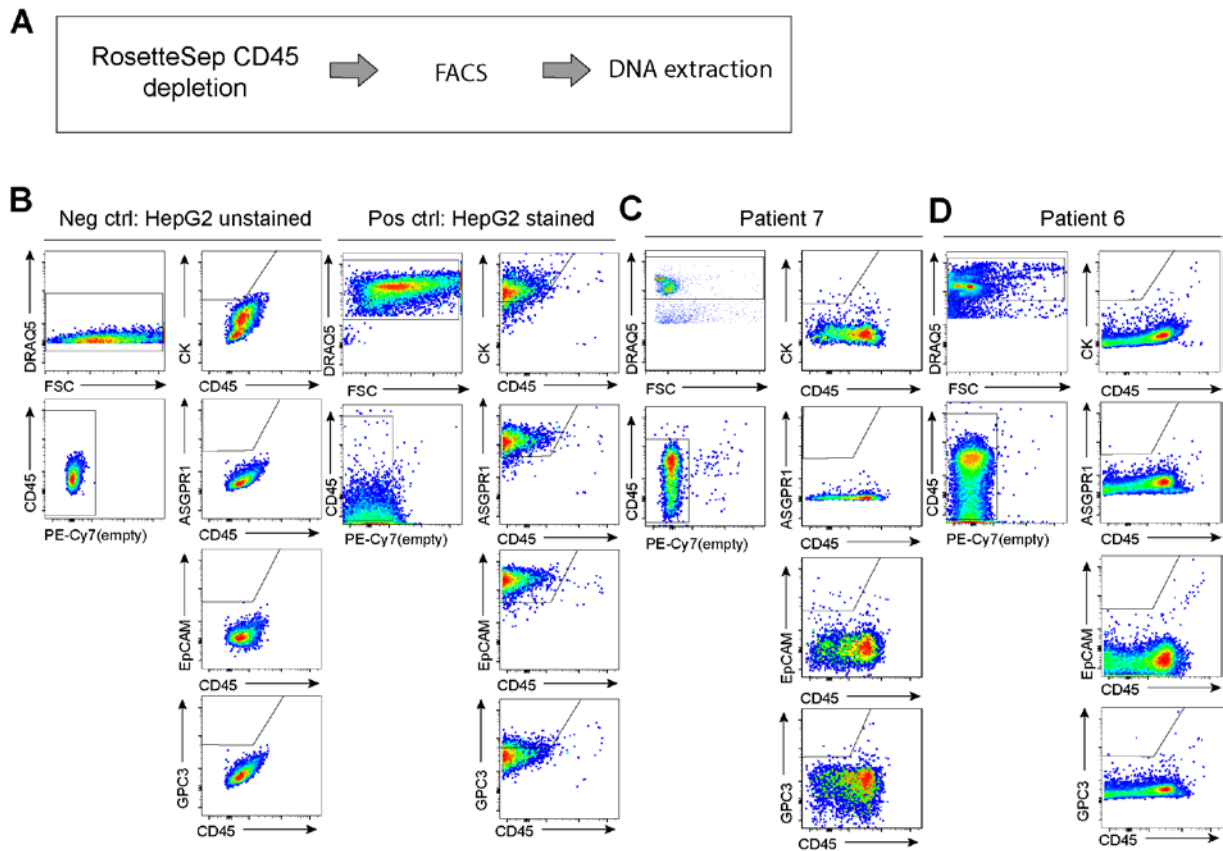 A
RosetteSep CD45
depletion
FACS
DNA extraction
B
Neg ctrl: HepG2 unstained
Pos ctrl: HepG2 stained
C
Patient 7
D
Patient 6
DRAQ5
FSC
CK
CD45
DRAQ5
FSC
CK
CD45
DRAQ5
FSC
CK
CD45
DRAQ5
FSC
CK
CD45
CD45
PE-Cy7(empty)
ASGPR1
CD45
CD45
PE-Cy7(empty)
ASGPR1
CD45
CD45
PE-Cy7(empty)
ASGPR1
CD45
CD45
PE-Cy7(empty)
ASGPR1
CD45
EpCAM
CD45
EpCAM
CD45
EpCAM
CD45
EpCAM
CD45
GPC3
CD45
GPC3
CD45
GPC3
CD45
GPC3
CD45